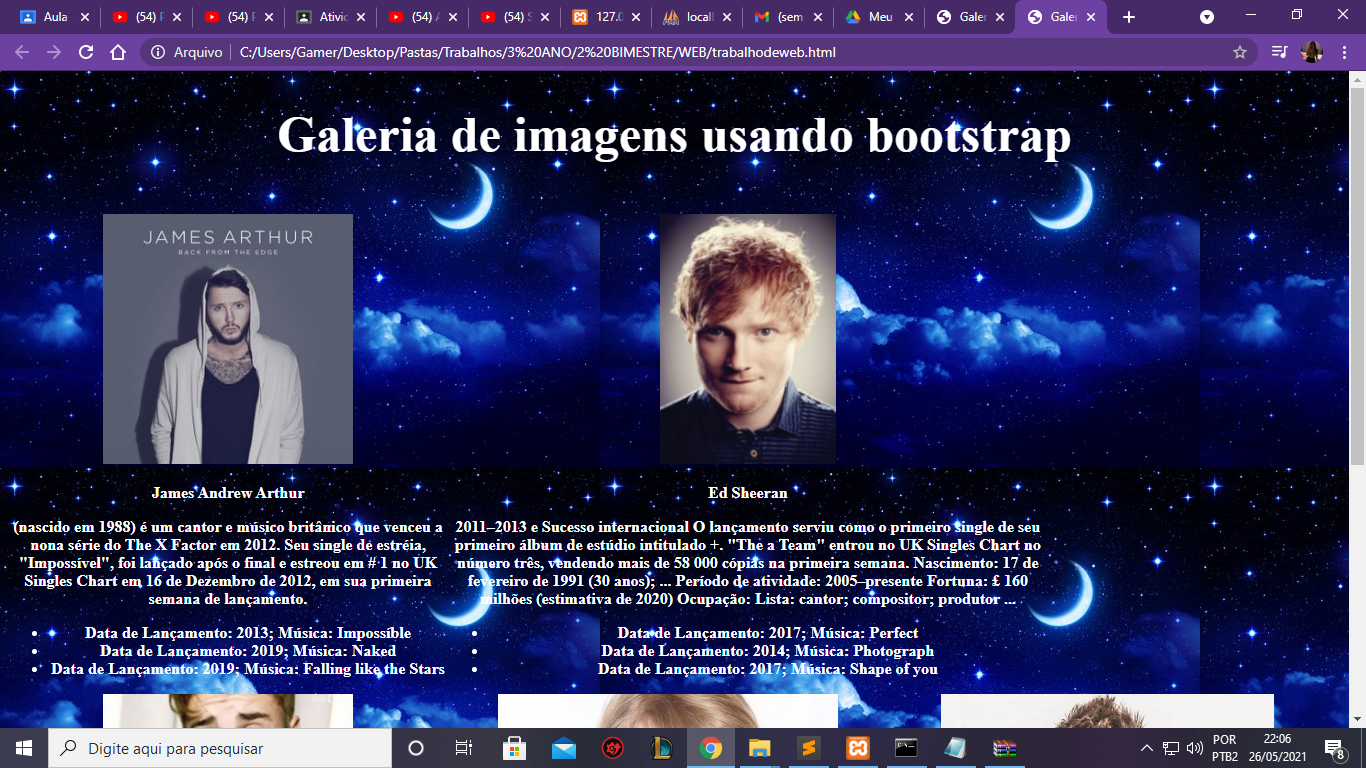 Aula
(54) F
(54) F
Ativid
(54) A
(54) S
127.0
locall
(sem
Meu
Galer
Galer
Arquivo
C:/Users/Gamer/Desktop/Pastas/Trabalhos/3%20ANO/2%20BIMESTRE/WEB/trabalhodeweb.html
Galeria de imagens usando bootstrap
JAMES ARTHUR
BACK FROM THE EDGE
James Andrew Arthur
(nascido em 1988) é um cantor e músico britânico que venceu a
nona série do The X Factor em 2012. Seu single de estréia,
"Impossível", foi lançado após o final e estreou em # 1 no UK
Singles Chart em 16 de Dezembro de 2012, em sua primeira
semana de lançamento.
Data de Lançamento: 2013; Música: Impossíble
Data de Lançamento: 2019; Música: Naked
Data de Lançamento: 2019; Música: Falling like the Stars
Ed Sheeran
2011–2013 e Sucesso internacional O lançamento serviu como o primeiro single de seu
primeiro álbum de estúdio intitulado +. "The a Team" entrou no UK Singles Chart no
número três, vendendo mais de 58 000 cópias na primeira semana. Nascimento: 17 de
fevereiro de 1991 (30 anos); ... Período de atividade: 2005–presente Fortuna: £ 160
milhões (estimativa de 2020) Ocupação: Lista: cantor; compositor; produtor ...
Data de Lançamento: 2017; Música: Perfect
Data de Lançamento: 2014; Música: Photograph
Data de Lançamento: 2017; Música: Shape of you
Digite aqui para pesquisar
POR
PTB2
22:06
26/05/2021
8